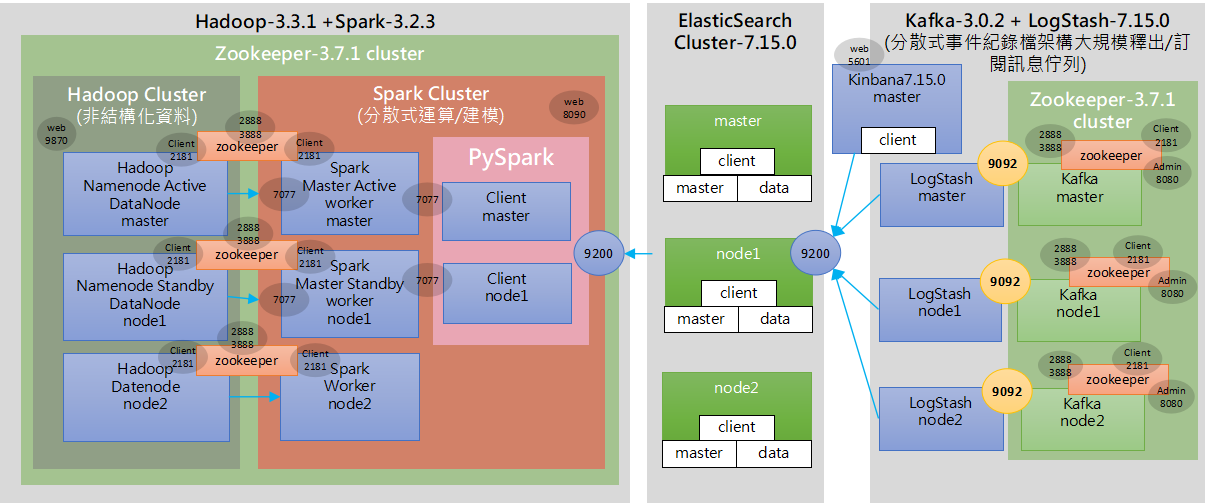 Hadoop-3.3.1 +Spark-3.2.3
Zookeeper-3.7.1 cluster
Hadoop Cluster
(非結構化資料)
web
9870
Spark Cluster
(分散式運算/建模)
web
8090
2888
3888
Client
2181
zookeeper
Client
2181
Hadoop
Namenode Active
DataNode
master
7077
Spark
Master Active
worker
master
7077
PySpark
Client
master
2888
3888
Client
2181
zookeeper
Client
2181
Hadoop
Namenode Standby
DataNode
node1
7077
Spark
Master Standby
worker
node1
Client
node1
2888
3888
Client
2181
zookeeper
Client
2181
Hadoop
Datenode
node2
Spark
Worker
node2
9200
ElasticSearch
Cluster-7.15.0
master
client
master
data
node1
client
master
data
9200
node2
client
master
data
Kafka-3.0.2 + LogStash-7.15.0
(分散式事件紀錄檔架構大規模釋出/訂
閱訊息佇列)
web
5601
Kinbana7.15.0
master
client
Zookeeper-3.7.1
cluster
LogStash
master
9092
2888
3888
zookeeper
Client
2181
Admin
8080
Kafka
master
LogStash
node1
9092
2888
3888
zookeeper
Client
2181
Admin
8080
Kafka
node1
LogStash
node2
9092
2888
3888
zookeeper
Client
2181
Admin
8080
Kafka
node2